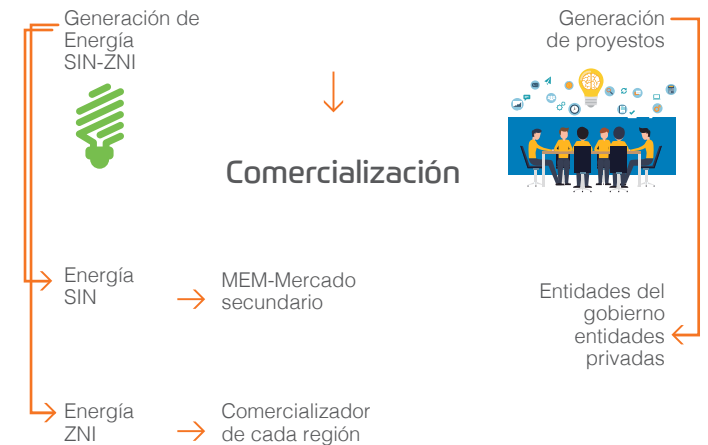 Generación de
Energía
SIN-ZNI
Generación
de proyestos
Comercialización
Energía
SIN
MEM-Mercado
secundario
Entidades del
gobierno
entidades
privadas
Energía
ZNI
Comercializador
de cada región